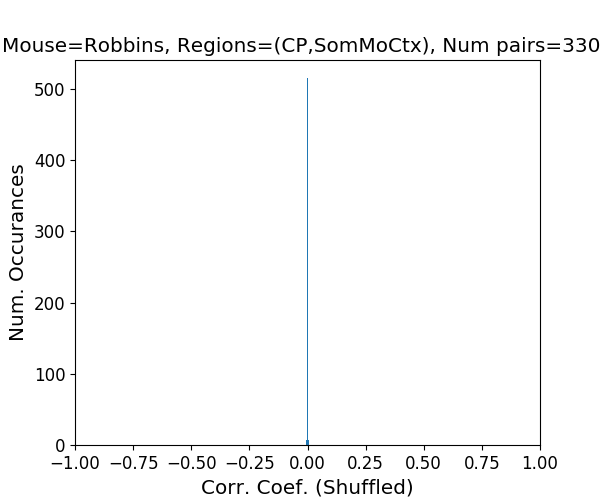 Mouse=Robbins, Regions=(CP,SomMoCtx), Num pairs=330
500
400
300
200
100
0
Num. Occurances
−1.00 −0.75 −0.50 −0.25 0.00 0.25 0.50 0.75 1.00
Corr. Coef. (Shuffled)